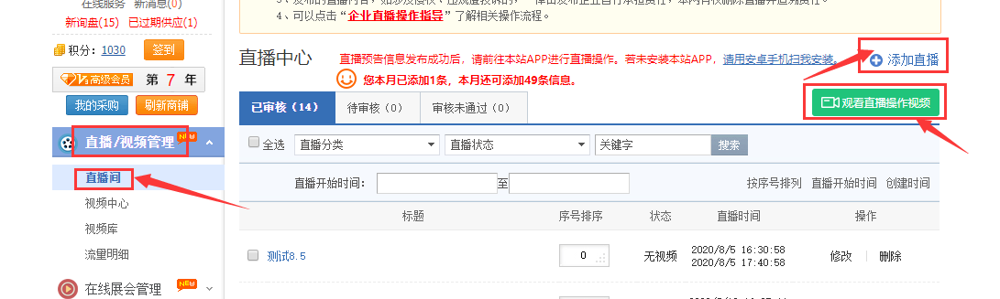 在线服务 新消息(0)
新询盘(15) 已过期供应(1)
积分：1030 签到
高级会员 第 7 年
我的采购 刷新商铺
直播/视频管理 NEW
直播间
视频中心
视频库
流量明细
在线展会管理 NEW
4、可以点击“企业直播操作指导”了解相关操作流程。
直播中心 直播预告信息发布成功后，请前往本站APP进行直播操作。若未安装本站APP，请用安卓手机扫我安装。 添加直播
您本月已添加1条，本月还可添加49条信息。
观看直播操作视频
已审核（14） 待审核（0） 审核未通过（0）
全选 直播分类 直播状态 关键字 搜索
直播开始时间： 至 按序号排列 直播开始时间 创建时间
标题 序号排序 状态 直播时间 操作
测试8.5 0 无视频 2020/8/5 16:30:58 修改 删除
2020/8/5 17:40:58